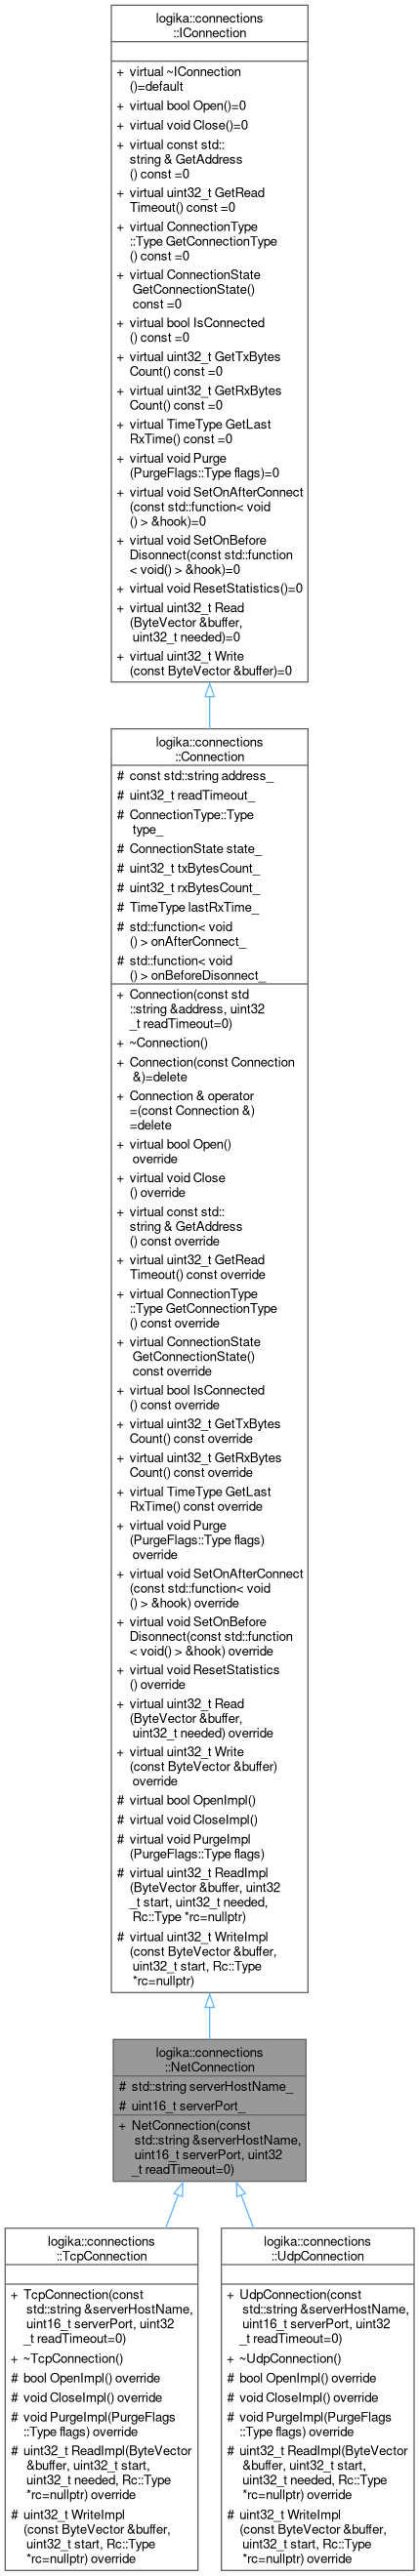 logika::connections
::IConnection
+ virtual ~IConnection
()=default
+ virtual bool Open()=0
+ virtual void Close()=0
+ virtual const std::
string & GetAddress
() const =0
+ virtual uint32_t GetRead
Timeout() const =0
+ virtual ConnectionType
::Type GetConnectionType
() const =0
+ virtual ConnectionState
GetConnectionState()
const =0
+ virtual bool IsConnected
() const =0
+ virtual uint32_t GetTxBytes
Count() const =0
+ virtual uint32_t GetRxBytes
Count() const =0
+ virtual TimeType GetLast
RxTime() const =0
+ virtual void Purge
(PurgeFlags::Type flags)=0
+ virtual void SetOnAfterConnect
(const std::function< void
() > &hook)=0
+ virtual void SetOnBefore
Disonnect(const std::function
< void() > &hook)=0
+ virtual void ResetStatistics()=0
+ virtual uint32_t Read
(ByteVector &buffer,
uint32_t needed)=0
+ virtual uint32_t Write
(const ByteVector &buffer)=0
logika::connections
::Connection
# const std::string address_
# uint32_t readTimeout_
# ConnectionType::Type
type_
# ConnectionState state_
# uint32_t txBytesCount_
# uint32_t rxBytesCount_
# TimeType lastRxTime_
# std::function< void
() > onAfterConnect_
# std::function< void
() > onBeforeDisonnect_
+ Connection(const std
::string &address, uint32
_t readTimeout=0)
+ ~Connection()
+ Connection(const Connection
&)=delete
+ Connection & operator
=(const Connection &)
=delete
+ virtual bool Open()
override
+ virtual void Close
() override
+ virtual const std::
string & GetAddress
() const override
+ virtual uint32_t GetRead
Timeout() const override
+ virtual ConnectionType
::Type GetConnectionType
() const override
+ virtual ConnectionState
GetConnectionState()
const override
+ virtual bool IsConnected
() const override
+ virtual uint32_t GetTxBytes
Count() const override
+ virtual uint32_t GetRxBytes
Count() const override
+ virtual TimeType GetLast
RxTime() const override
+ virtual void Purge
(PurgeFlags::Type flags)
override
+ virtual void SetOnAfterConnect
(const std::function< void
() > &hook) override
+ virtual void SetOnBefore
Disonnect(const std::function
< void() > &hook) override
+ virtual void ResetStatistics
() override
+ virtual uint32_t Read
(ByteVector &buffer,
uint32_t needed) override
+ virtual uint32_t Write
(const ByteVector &buffer)
override
# virtual bool OpenImpl()
# virtual void CloseImpl()
# virtual void PurgeImpl
(PurgeFlags::Type flags)
# virtual uint32_t ReadImpl
(ByteVector &buffer, uint32
_t start, uint32_t needed,
Rc::Type *rc=nullptr)
# virtual uint32_t WriteImpl
(const ByteVector &buffer,
uint32_t start, Rc::Type
*rc=nullptr)
logika::connections
::NetConnection
# std::string serverHostName_
# uint16_t serverPort_
+ NetConnection(const
std::string &serverHostName,
uint16_t serverPort, uint32
_t readTimeout=0)
logika::connections
::TcpConnection
+ TcpConnection(const
std::string &serverHostName,
uint16_t serverPort, uint32
_t readTimeout=0)
+ ~TcpConnection()
# bool OpenImpl() override
# void CloseImpl() override
# void PurgeImpl(PurgeFlags
::Type flags) override
# uint32_t ReadImpl(ByteVector
&buffer, uint32_t start,
uint32_t needed, Rc::Type
*rc=nullptr) override
# uint32_t WriteImpl
(const ByteVector &buffer,
uint32_t start, Rc::Type
*rc=nullptr) override
logika::connections
::UdpConnection
+ UdpConnection(const
std::string &serverHostName,
uint16_t serverPort, uint32
_t readTimeout=0)
+ ~UdpConnection()
# bool OpenImpl() override
# void CloseImpl() override
# void PurgeImpl(PurgeFlags
::Type flags) override
# uint32_t ReadImpl(ByteVector
&buffer, uint32_t start,
uint32_t needed, Rc::Type
*rc=nullptr) override
# uint32_t WriteImpl
(const ByteVector &buffer,
uint32_t start, Rc::Type
*rc=nullptr) override